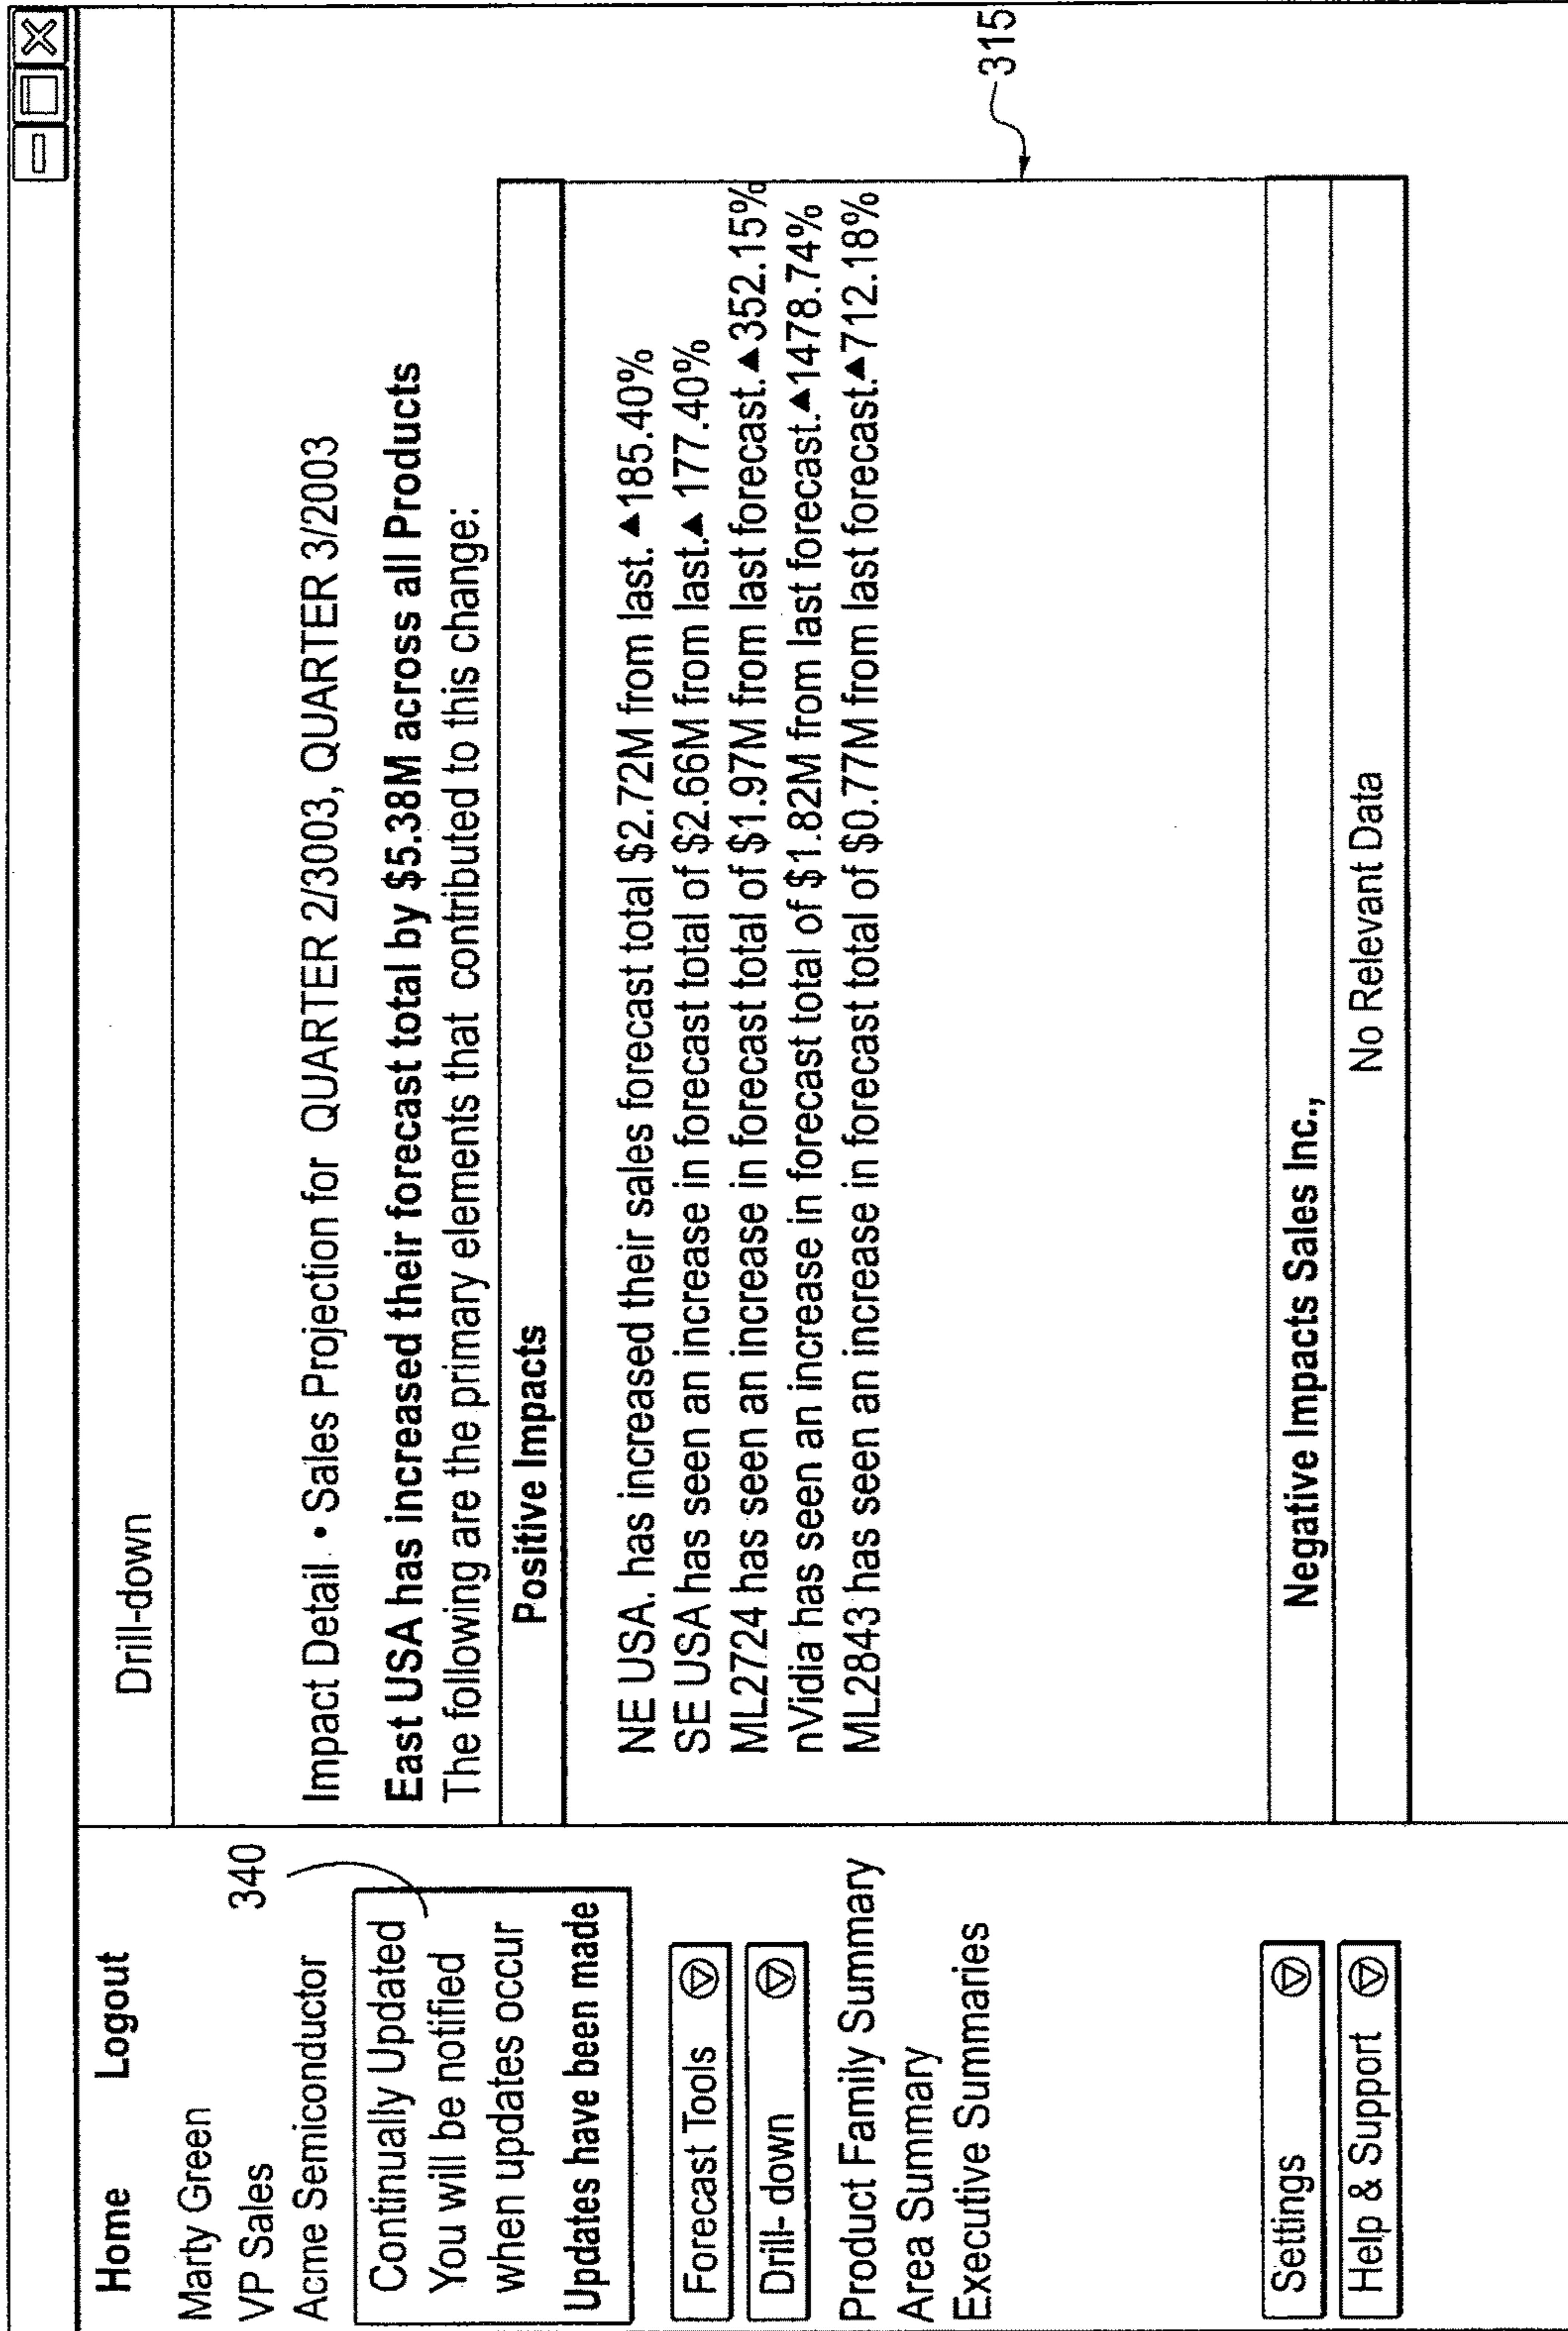 Home Logout
Marty Green
VP Sales
Acme Semiconductor
340
Continually Updated
You will be notified
when updates occur
Updates have been made
Forecast Tools
Drill- down
Product Family Summary
Area Summary
Executive Summaries
Settings
Help & Support
Drill-down
Impact Detail • Sales Projection for QUARTER 2/3003, QUARTER 3/2003
East USA has increased their forecast total by $5.38M across all Products
The following are the primary elements that contributed to this change:
Positive Impacts
NE USA. has increased their sales forecast total $2.72M from last. ▲185.40%
SE USA has seen an increase in forecast total of $2.66M from last.▲ 177.40%
ML2724 has seen an increase in forecast total of $1.97M from last forecast.▲352.15%
nVidia has seen an increase in forecast total of $1.82M from last forecast.▲1478.74%
ML2843 has seen an increase in forecast total of $0.77M from last forecast.▲712.18%
315
Negative Impacts Sales Inc.,
No Relevant Data